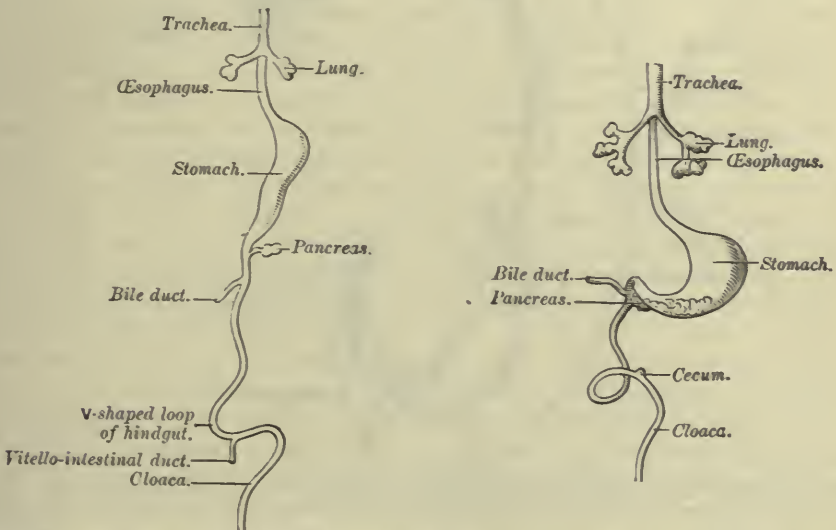 Trachea.
Lung.
Œsophagus.
Stomach.
Pancreas.
Bile duct.
V-shaped loop
of hindgut.
Vitello-intestinal duct.
Cloaca.
Trachea.
Lung.
Œsophagus.
Stomach.
Bile duct.
Pancreas.
Cecum.
Cloaca.